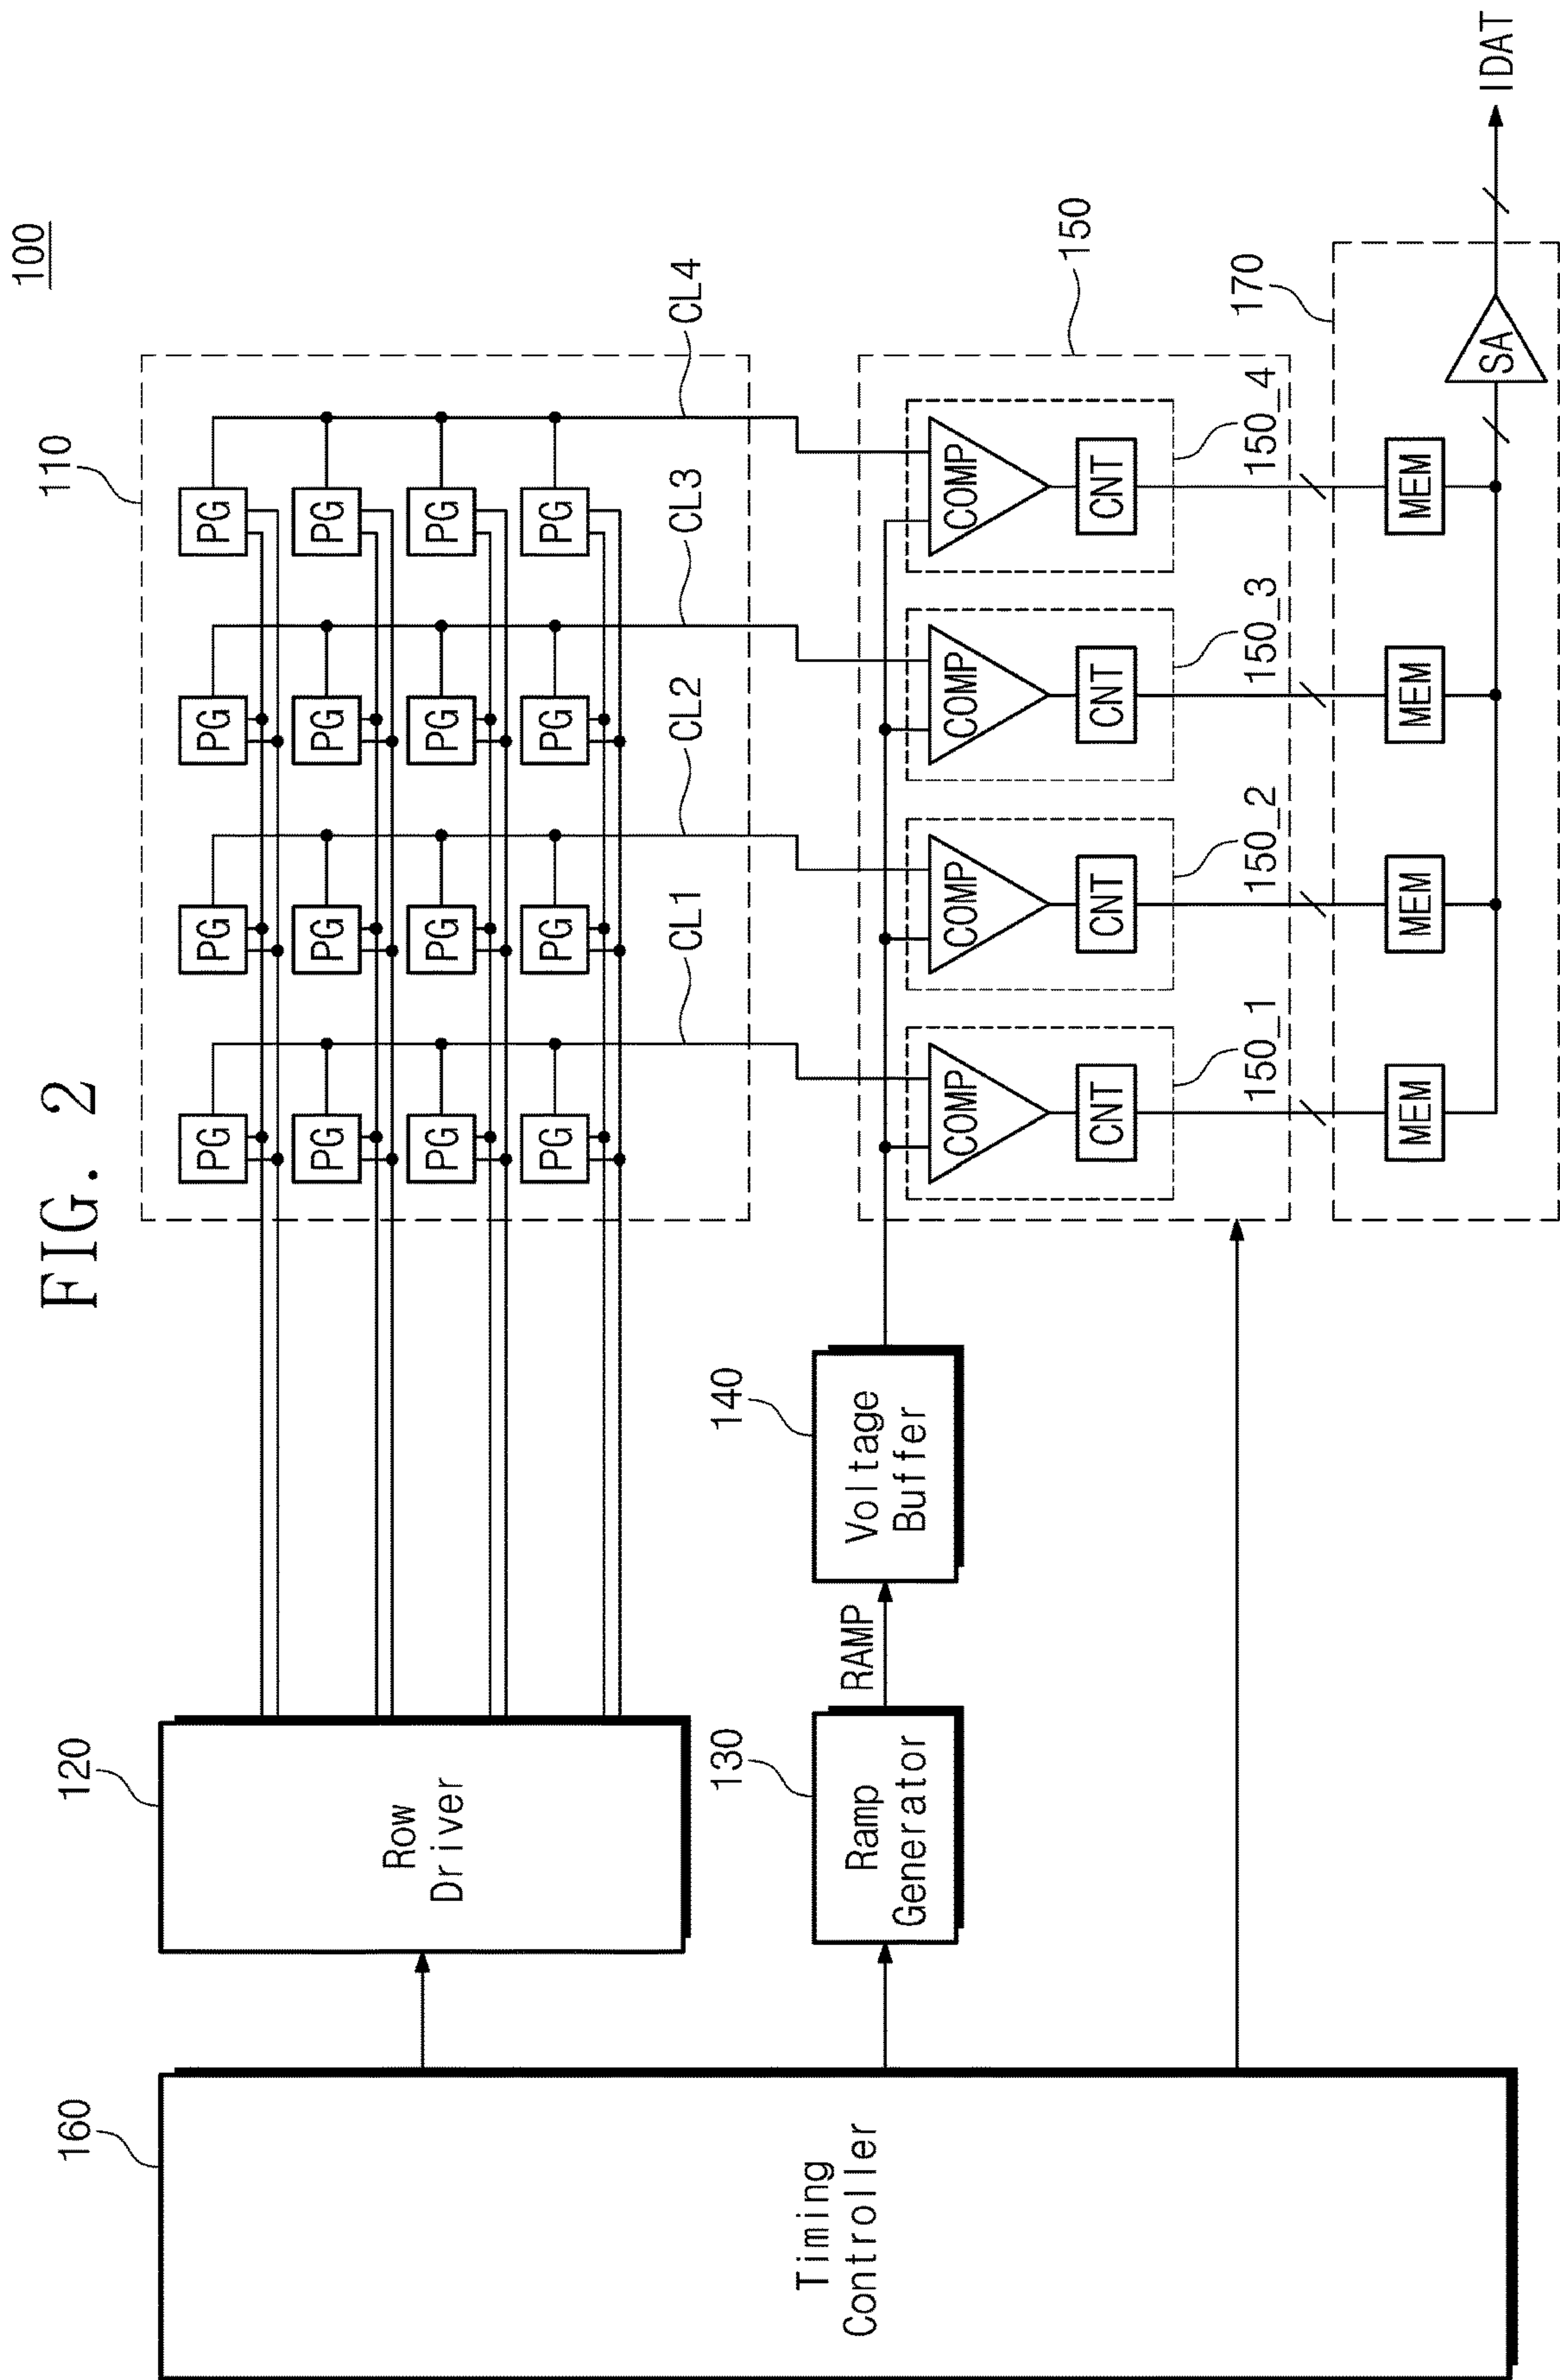 FIG. 2
100
160
Timing
Controller
120
Row
Driver
110
PG PG PG PG
PG PG PG PG
PG PG PG PG
PG PG PG PG
CL1 CL2 CL3 CL4
130
Ramp
Generator
RAMP
140
Voltage
Buffer
150
COMP COMP COMP COMP
CNT CNT CNT CNT
150_1 150_2 150_3 150_4
170
MEM MEM MEM MEM
SA
IDAT